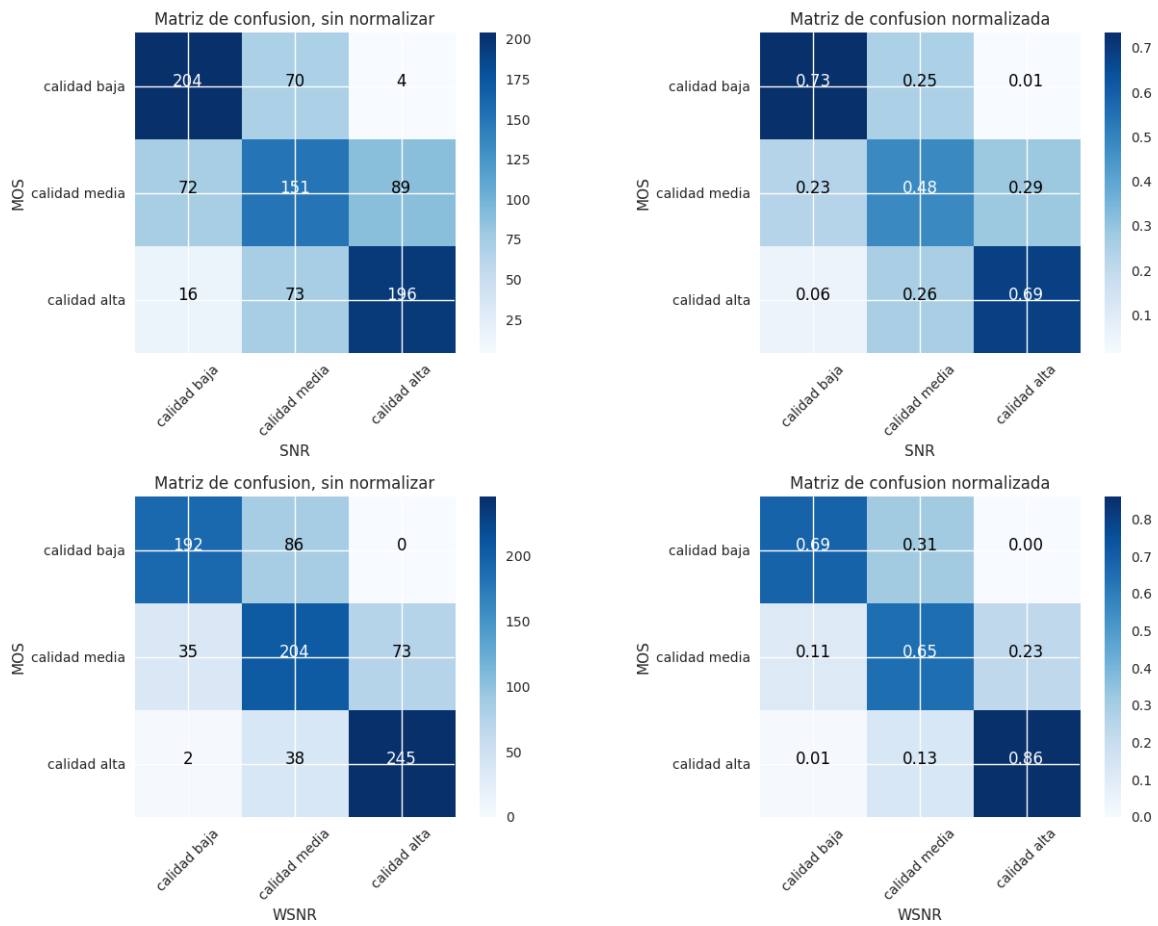 Matriz de confusion, sin normalizar
calidad baja 204 70 4
calidad media 72 151 89
calidad alta 16 73 196
MOS
calidad baja calidad media calidad alta
SNR
200
175
150
125
100
75
50
25
Matriz de confusion normalizada
calidad baja 0.73 0.25 0.01
calidad media 0.23 0.48 0.29
calidad alta 0.06 0.26 0.69
MOS
calidad baja calidad media calidad alta
SNR
0.7
0.6
0.5
0.4
0.3
0.2
0.1
Matriz de confusion, sin normalizar
calidad baja 192 86 0
calidad media 35 204 73
calidad alta 2 38 245
MOS
calidad baja calidad media calidad alta
WSNR
200
150
100
50
0
Matriz de confusion normalizada
calidad baja 0.69 0.31 0.00
calidad media 0.11 0.65 0.23
calidad alta 0.01 0.13 0.86
MOS
calidad baja calidad media calidad alta
WSNR
0.8
0.7
0.6
0.5
0.4
0.3
0.2
0.1
0.0